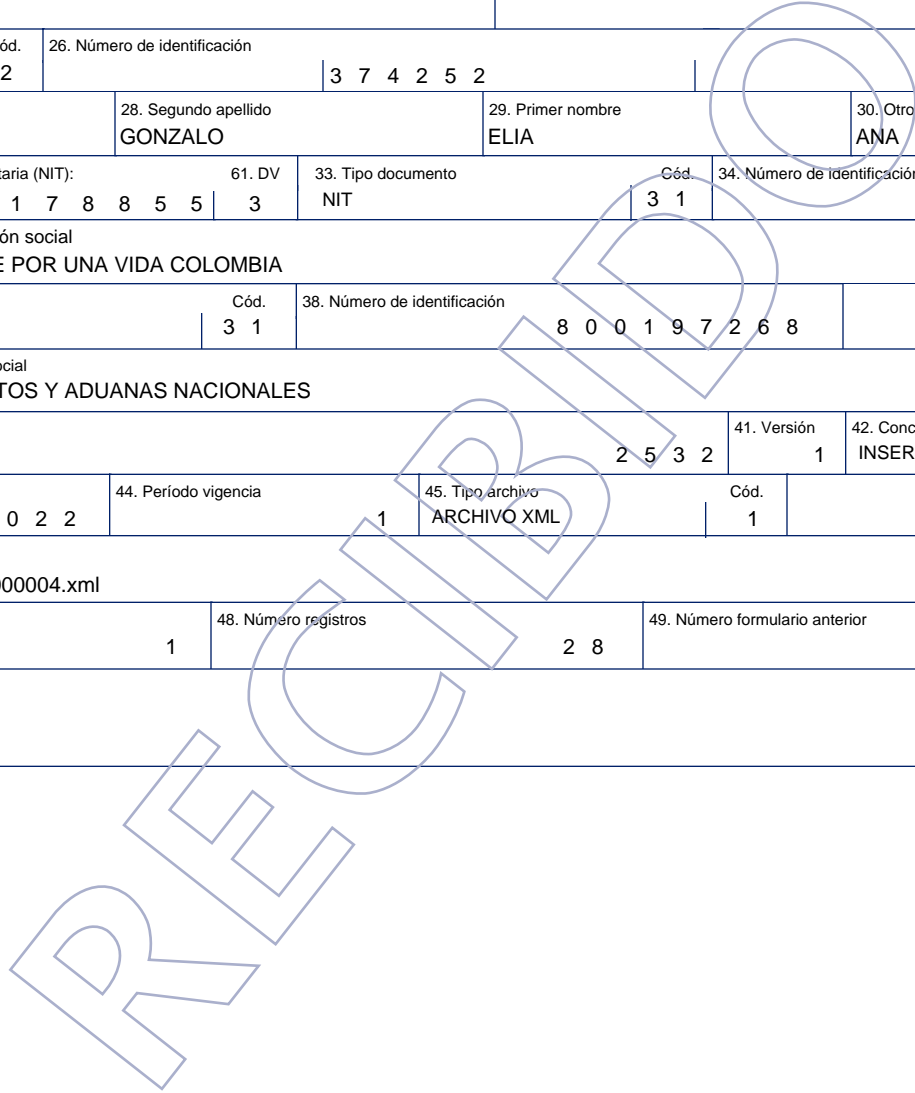 ód. 26. Número de identificación
2 3 7 4 2 5 2
28. Segundo apellido 29. Primer nombre 30. Otro
GONZALO ELIA ANA
taria (NIT): 61. DV 33. Tipo documento Cód. 34. Número de identificación
1 7 8 8 5 5 3 NIT 3 1
ón social
E POR UNA VIDA COLOMBIA
Cód. 38. Número de identificación
3 1 8 0 0 1 9 7 2 6 8
ocial
TOS Y ADUANAS NACIONALES
41. Versión 42. Conc
2 5 3 2 1 INSER
44. Período vigencia 45. Tipo archivo Cód.
0 2 2 1 ARCHIVO XML 1
000004.xml
48. Número registros 49. Número formulario anterior
1 2 8
RECIBIDO